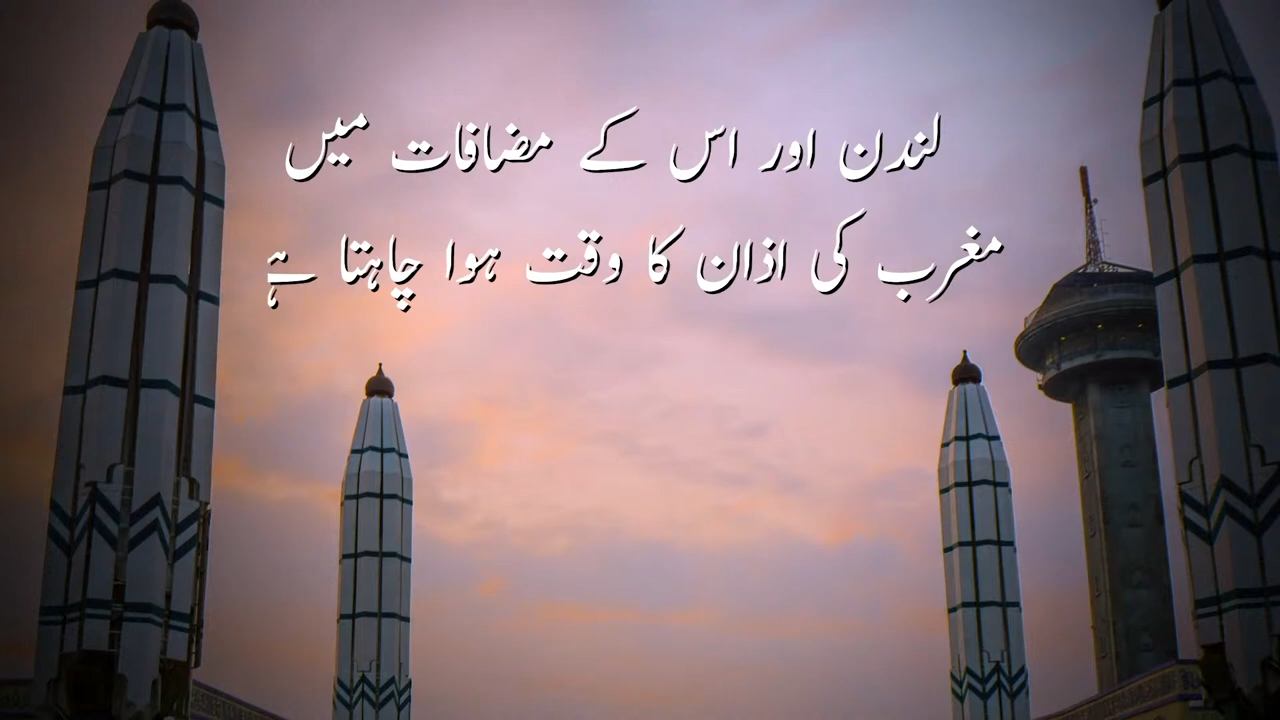 لندن اور اس کے مضافات میں
مغرب کی اذان کا وقت ہوا چاہتا ہے